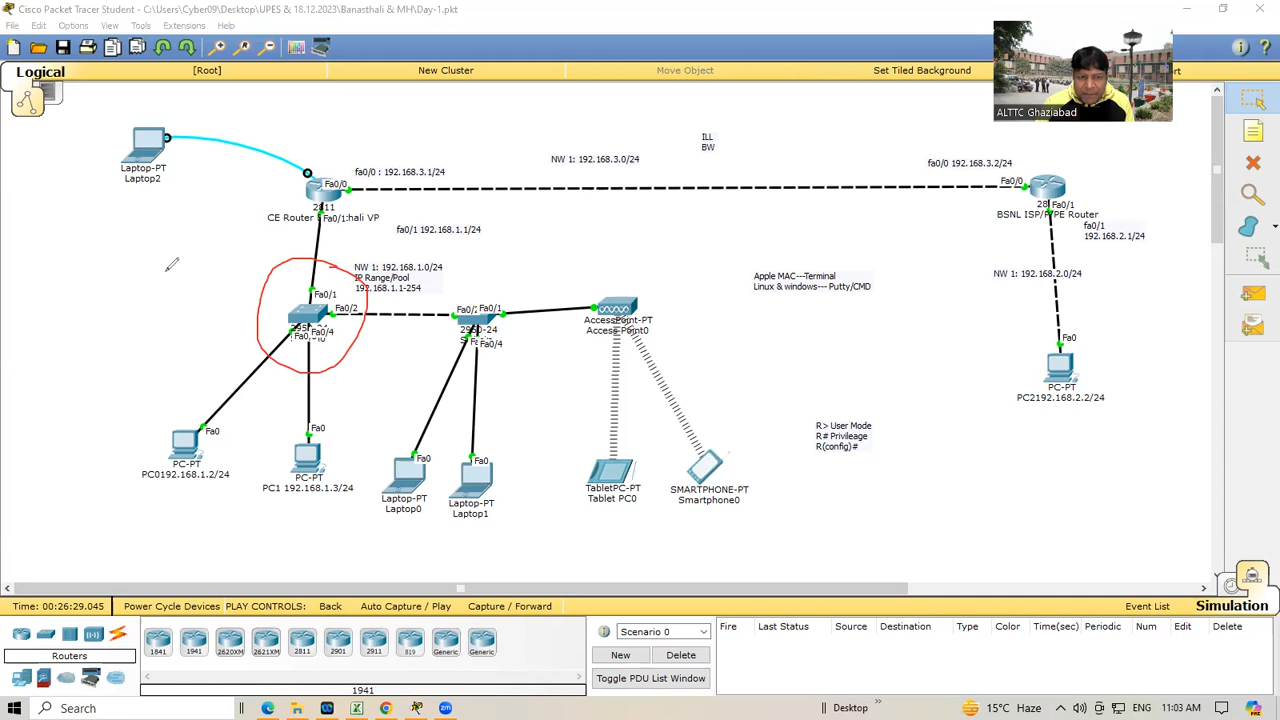 Cisco Packet Tracer Student - C:\Users\Cyber09\Desktop\UPES & 18.12.2023\Banasthali & MH\Day-1.pkt
File Edit Options View Tools Extensions Help
Logical [Root] New Cluster Move Object Set Tiled Background rt
ALTTC Ghaziabad
ILL
BW
Laptop-PT
Laptop2
fa0/0 : 192.168.3.1/24
NW 1: 192.168.3.0/24
fa0/0 192.168.3.2/24
Fa0/0
Fa0/0
2811
CE Router hali VP
Fa0/1
28
Fa0/1
BSNL ISP/P/PE Router
fa0/1
192.168.2.1/24
fa0/1 192.168.1.1/24
NW 1: 192.168.1.0/24
IP Range/Pool
192.168.1.1-254
NW 1: 192.168.2.0/24
Apple MAC---Terminal
Linux & windows--- Putty/CMD
Fa0/1
Fa0/2
Fa0/4
Fa0/1
Fa0/4
AccessPoint-PT
Access Point0
Fa0
PC-PT
PC2192.168.2.2/24
R> User Mode
R# Privileage
R(config)#
Fa0
Fa0
Fa0
Fa0
PC-PT
PC0192.168.1.2/24
PC-PT
PC1 192.168.1.3/24
Laptop-PT
Laptop0
Laptop-PT
Laptop1
TabletPC-PT
Tablet PC0
SMARTPHONE-PT
Smartphone0
Time: 00:26:29.045 Power Cycle Devices PLAY CONTROLS: Back Auto Capture / Play Capture / Forward Event List Simulation
Routers
1841 1941 2620XM 2621XM 2811 2901 2911 819 Generic Generic
1941
Scenario 0
New Delete
Toggle PDU List Window
Fire Last Status Source Destination Type Color Time(sec) Periodic Num Edit Delete
Search Desktop 15°C Haze ENG 11:03 AM